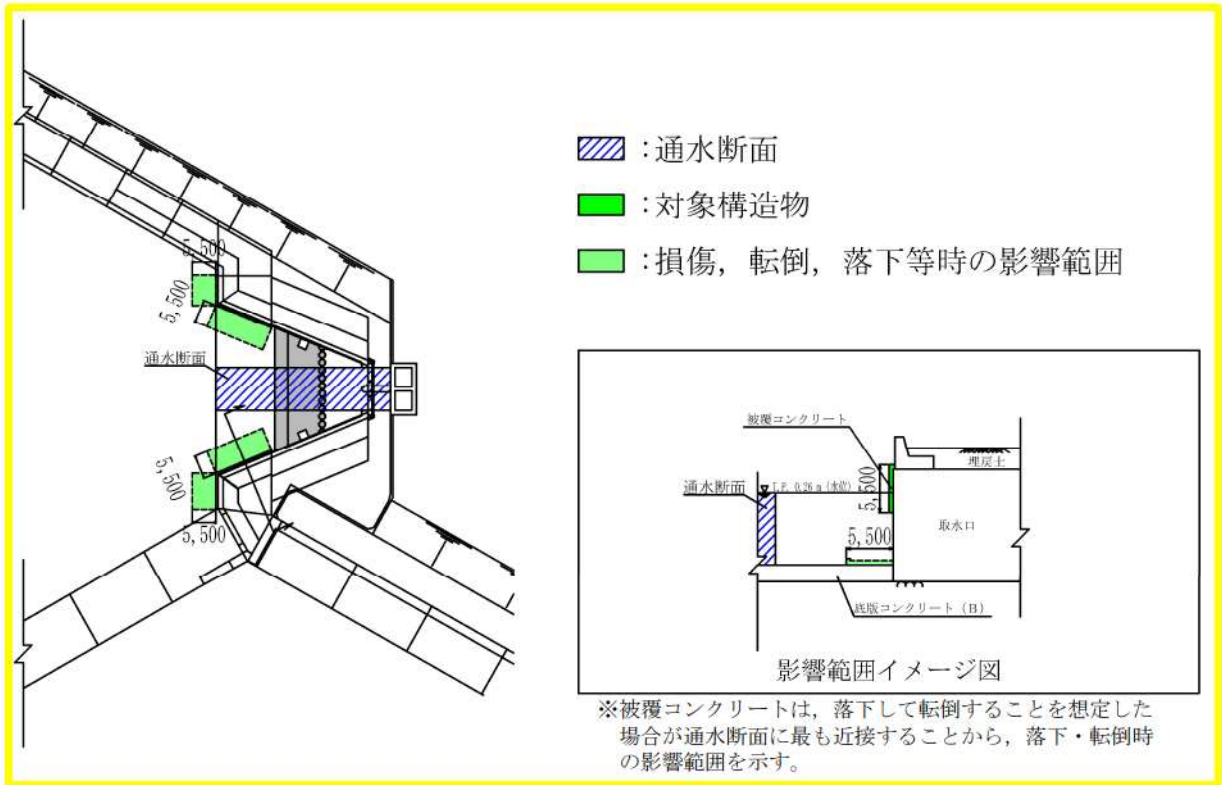 :通水断面
:対象構造物
:損傷，転倒，落下等時の影響範囲
5,500
5,500
通水断面
5,500
5,500
被覆コンクリート
埋戻土
通水断面
T.P. 0.26 m (水位)
5,500
取水口
5,500
底版コンクリート（B）
影響範囲イメージ図
※被覆コンクリートは，落下して転倒することを想定した
場合が通水断面に最も近接することから，落下・転倒時
の影響範囲を示す。